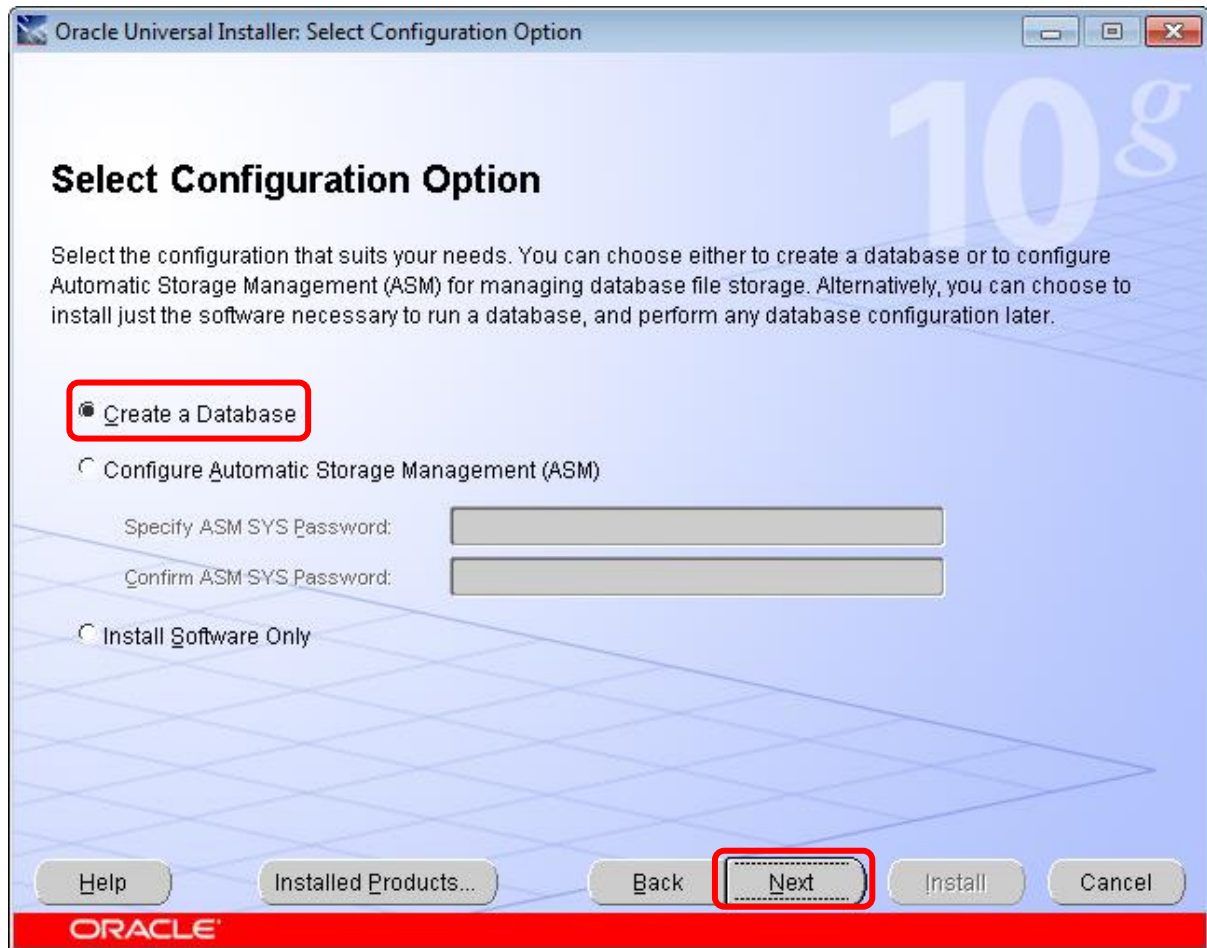 Oracle Universal Installer: Select Configuration Option
10g
Select Configuration Option
Select the configuration that suits your needs. You can choose either to create a database or to configure
Automatic Storage Management (ASM) for managing database file storage. Alternatively, you can choose to
install just the software necessary to run a database, and perform any database configuration later.
Create a Database
Configure Automatic Storage Management (ASM)
Specify ASM SYS Password:
Confirm ASM SYS Password:
Install Software Only
Help Installed Products... Back Next Install Cancel
ORACLE